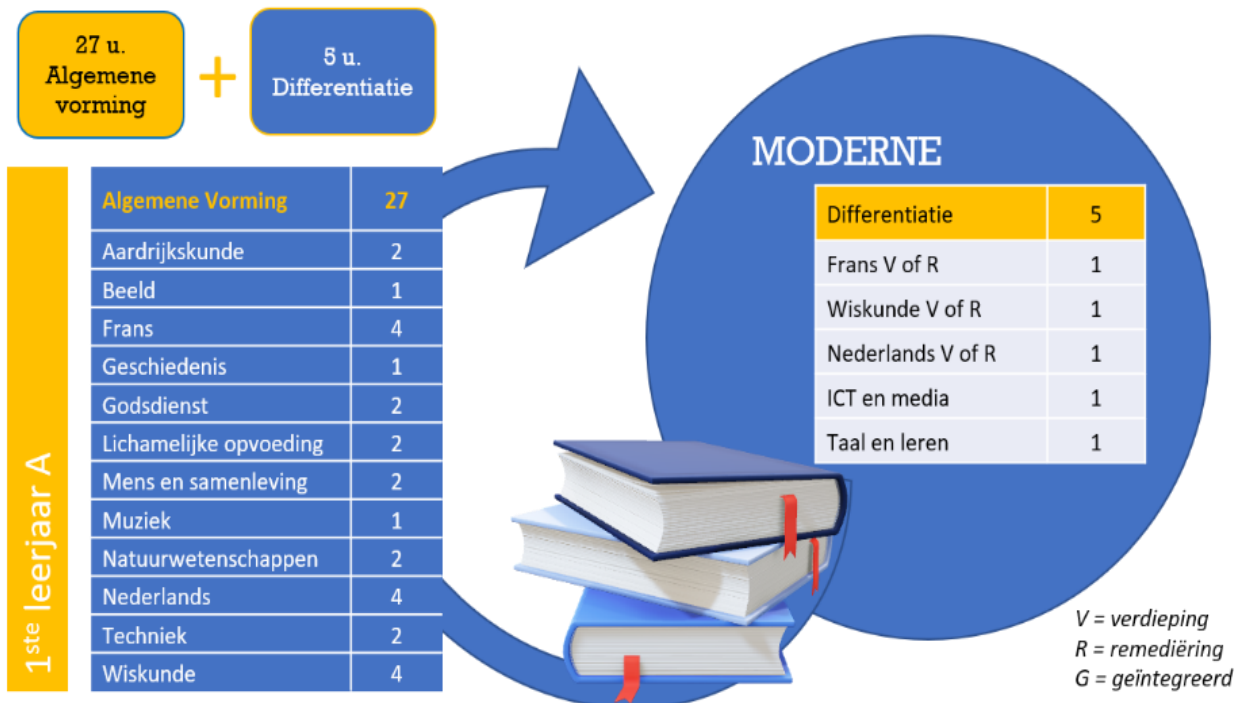 27 u.
Algemene
vorming
+
5 u.
Differentiatie
1ste leerjaar A
Algemene Vorming 27
Aardrijkskunde 2
Beeld 1
Frans 4
Geschiedenis 1
Godsdienst 2
Lichamelijke opvoeding 2
Mens en samenleving 2
Muziek 1
Natuurwetenschappen 2
Nederlands 4
Techniek 2
Wiskunde 4
MODERNE
Differentiatie 5
Frans V of R 1
Wiskunde V of R 1
Nederlands V of R 1
ICT en media 1
Taal en leren 1
V = verdieping
R = remediëring
G = geïntegreerd